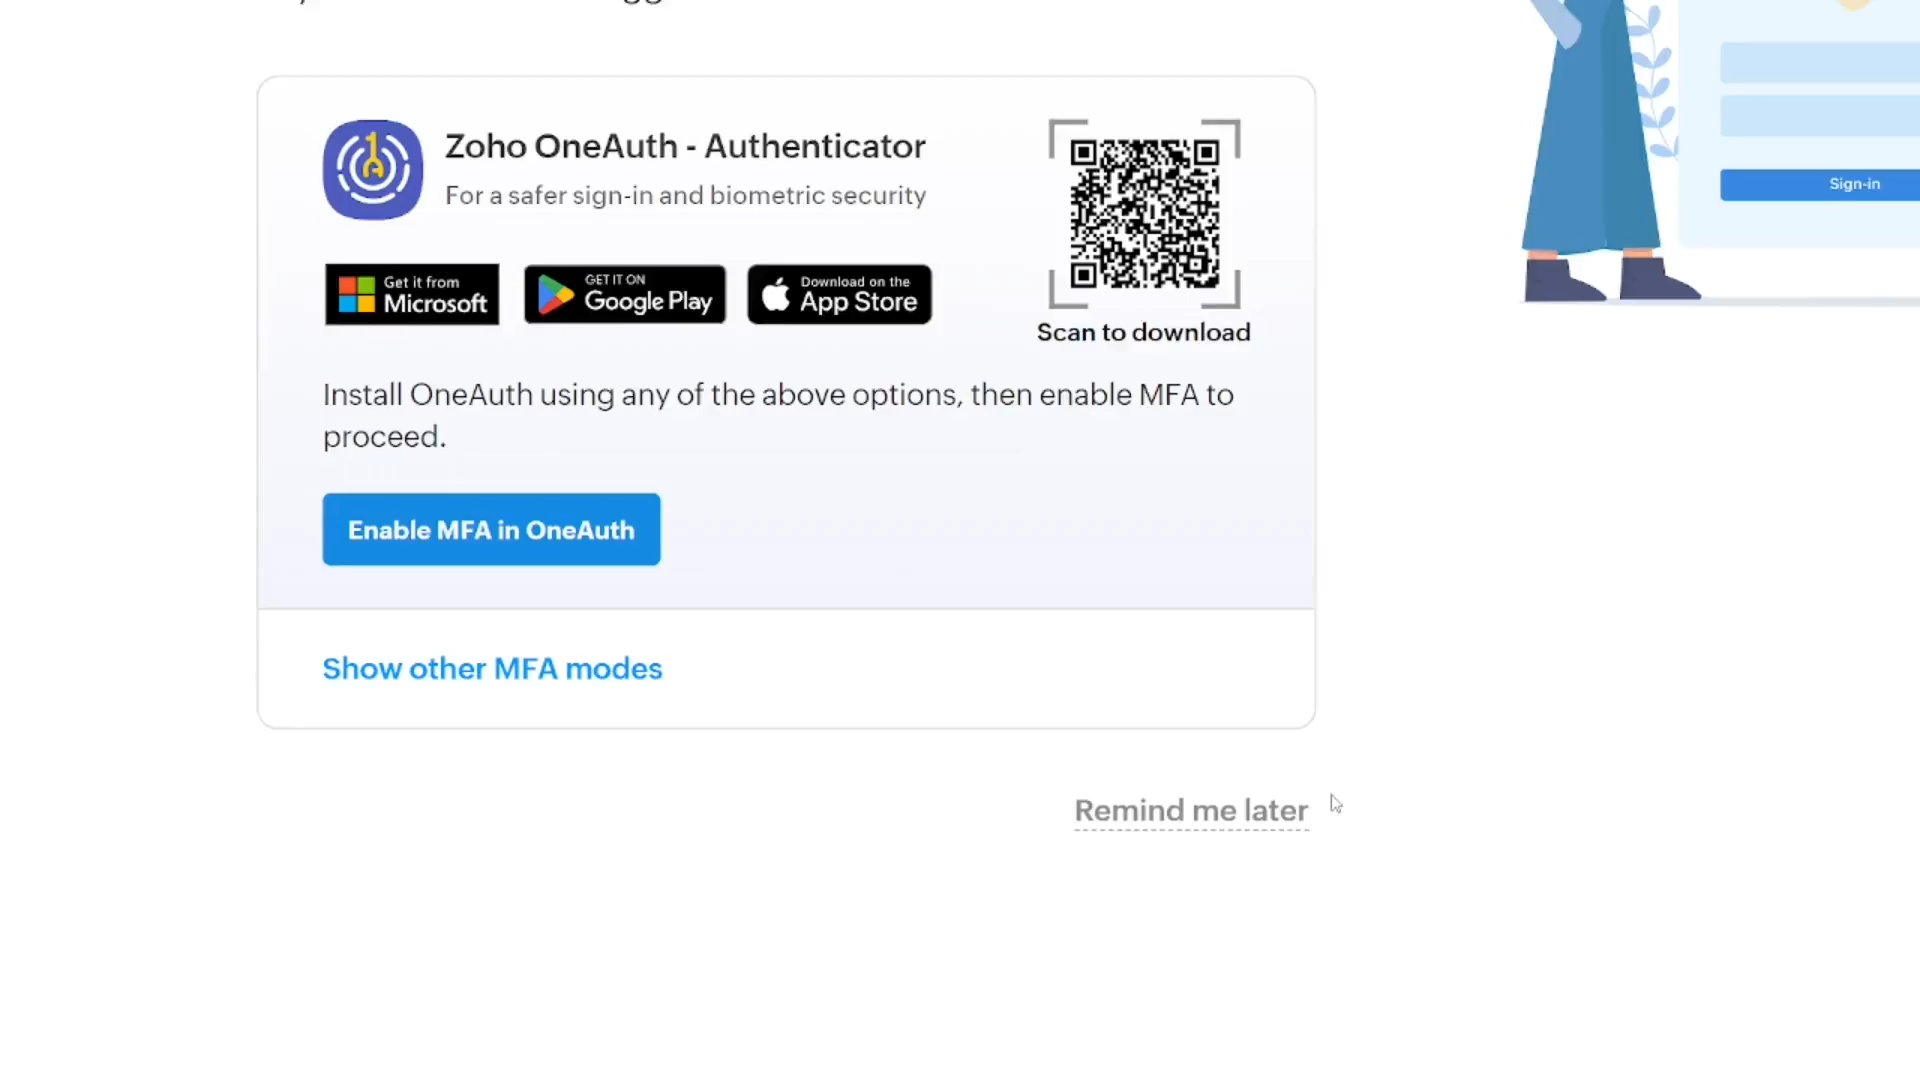 Zoho OneAuth - Authenticator
For a safer sign-in and biometric security
Get it from
Microsoft
GET IT ON
Google Play
Download on the
App Store
Scan to download
Install OneAuth using any of the above options, then enable MFA to
proceed.
Enable MFA in OneAuth
Show other MFA modes
Remind me later
Sign-in